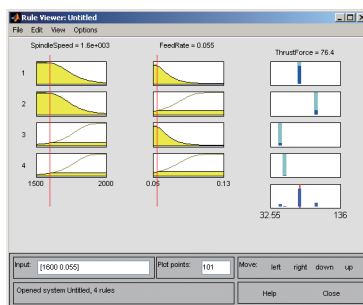 Rule Viewer: Untitled
File Edit View Options
SpindleSpeed = 1.6e+003 FeedRate = 0.055 ThrustForce = 76.4
1
2
3
4
1500 2000 0.05 0.13
32.55 136
Input: [1600 0.055] Plot points: 101 Move: left right down up
Opened system Untitled, 4 rules Help Close